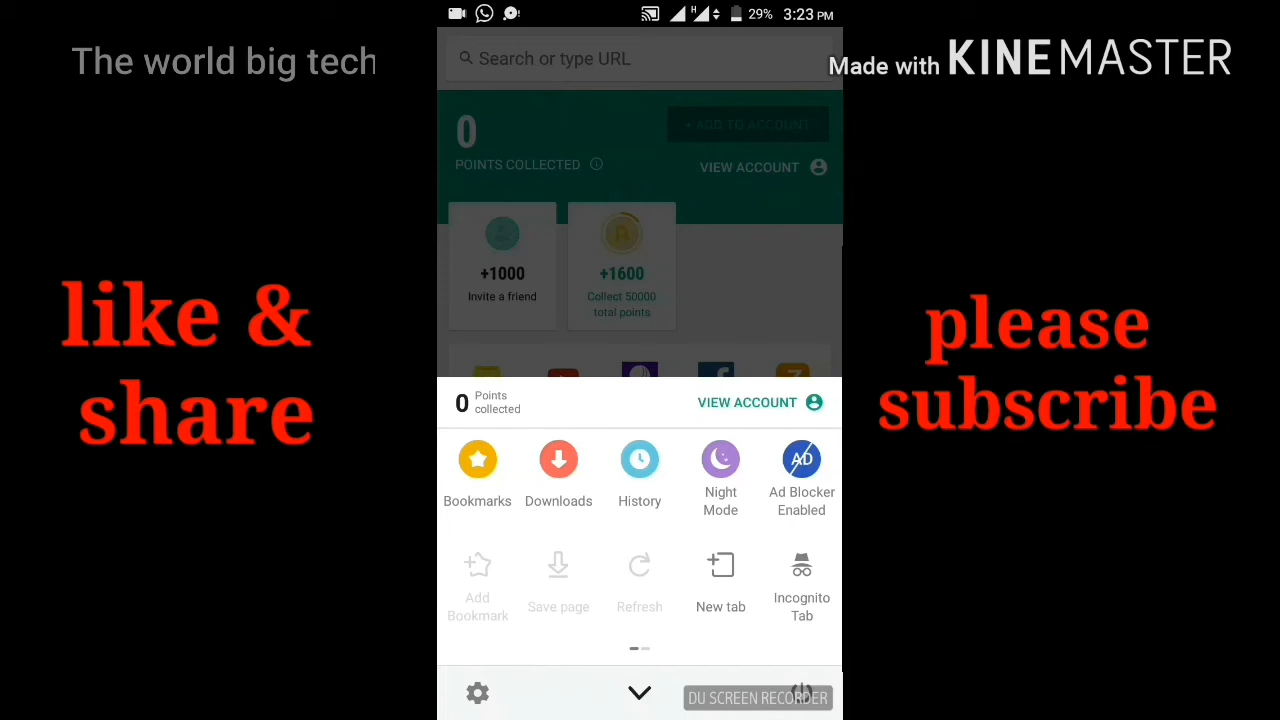 The world big tech
Made with KINEMASTER
like &
share
please
subscribe
29% 3:23 PM
Search or type URL
0
+ ADD TO ACCOUNT
POINTS COLLECTED
VIEW ACCOUNT
+1000
Invite a friend
+1600
Collect 50000
total points
0 Points
collected
VIEW ACCOUNT
Bookmarks
Downloads
History
Night
Mode
AD
Ad Blocker
Enabled
Add
Bookmark
Save page
Refresh
New tab
Incognito
Tab
DU SCREEN RECORDER